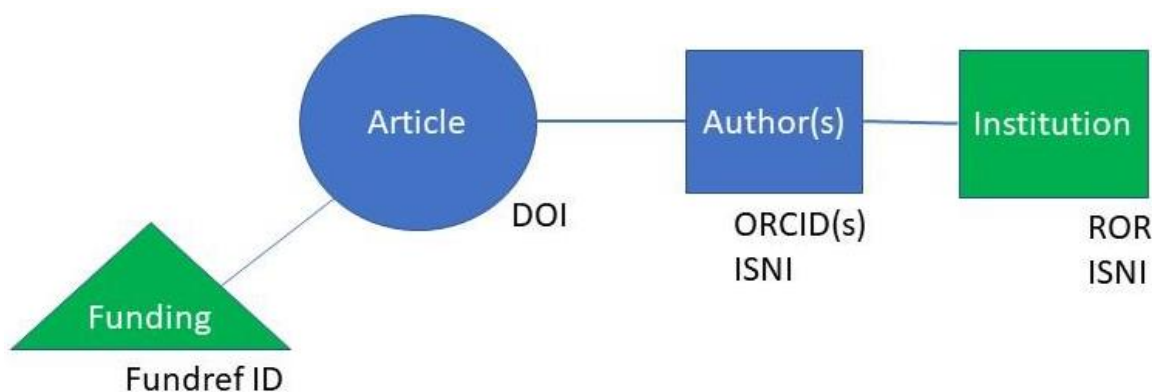 Article
Author(s)
Institution
DOI
ORCID(s)
ISNI
ROR
ISNI
Funding
Fundref ID